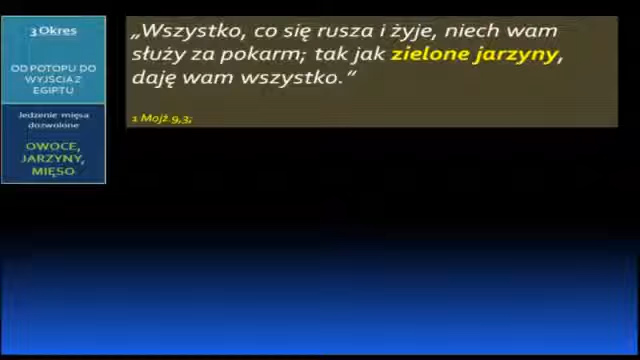 3 Okres
OD POTOPU DO
WYJŚCIA Z
EGIPTU
Jedzenie mięsa
dozwolone
OWOCE,
JARZYNY,
MIĘSO
„Wszystko, co się rusza i żyje, niech wam
służy za pokarm; tak jak zielone jarzyny,
daję wam wszystko.”
1 Mojż.9,3;